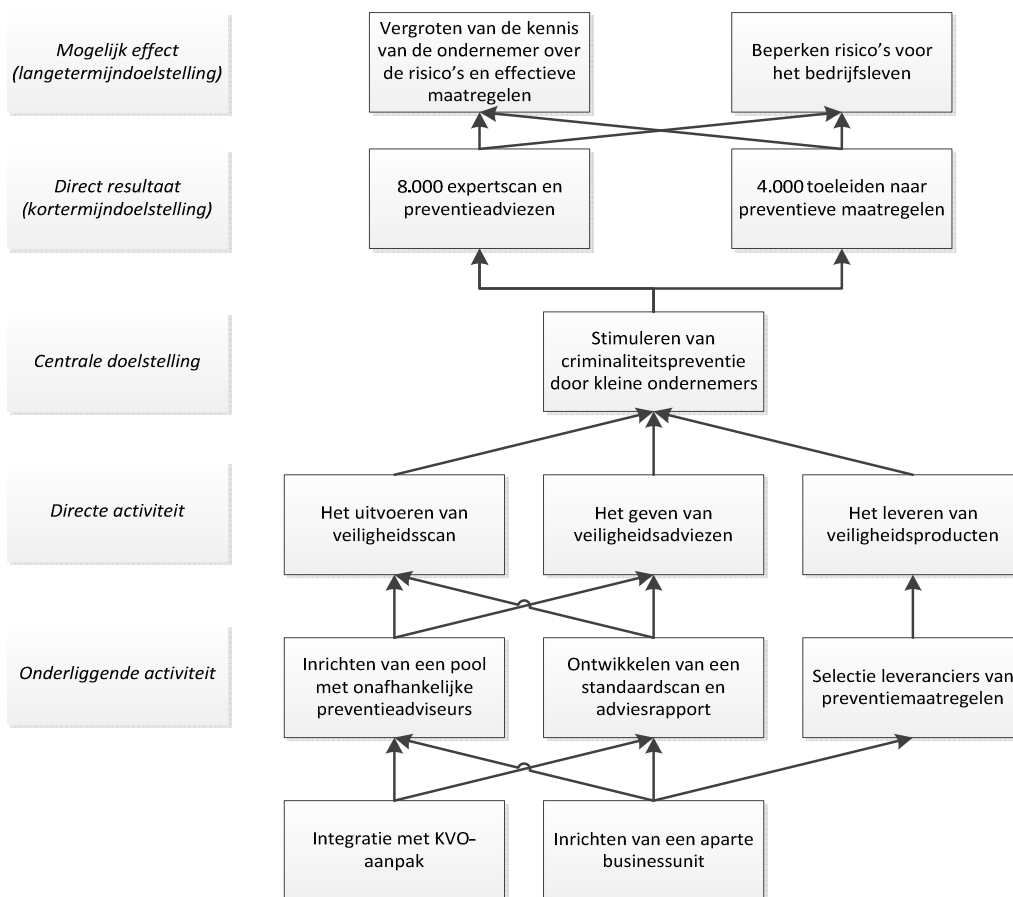 Mogelijk effect
(langetermijndoelstelling)
Vergroten van de kennis
van de ondernemer over
de risico's en effectieve
maatregelen
Beperken risico's voor
het bedrijfsleven
Direct resultaat
(kortermijndoelstelling)
8.000 expertscan en
preventieadviezen
4.000 toeleiden naar
preventieve maatregelen
Centrale doelstelling
Stimuleren van
criminaliteitspreventie
door kleine ondernemers
Directe activiteit
Het uitvoeren van
veiligheidsscan
Het geven van
veiligheidsadviezen
Het leveren van
veiligheidsproducten
Onderliggende activiteit
Inrichten van een pool
met onafhankelijke
preventieadviseurs
Ontwikkelen van een
standaardscan en
adviesrapport
Selectie leveranciers van
preventiemaatregelen
Integratie met KVO-
aanpak
Inrichten van een aparte
businessunit